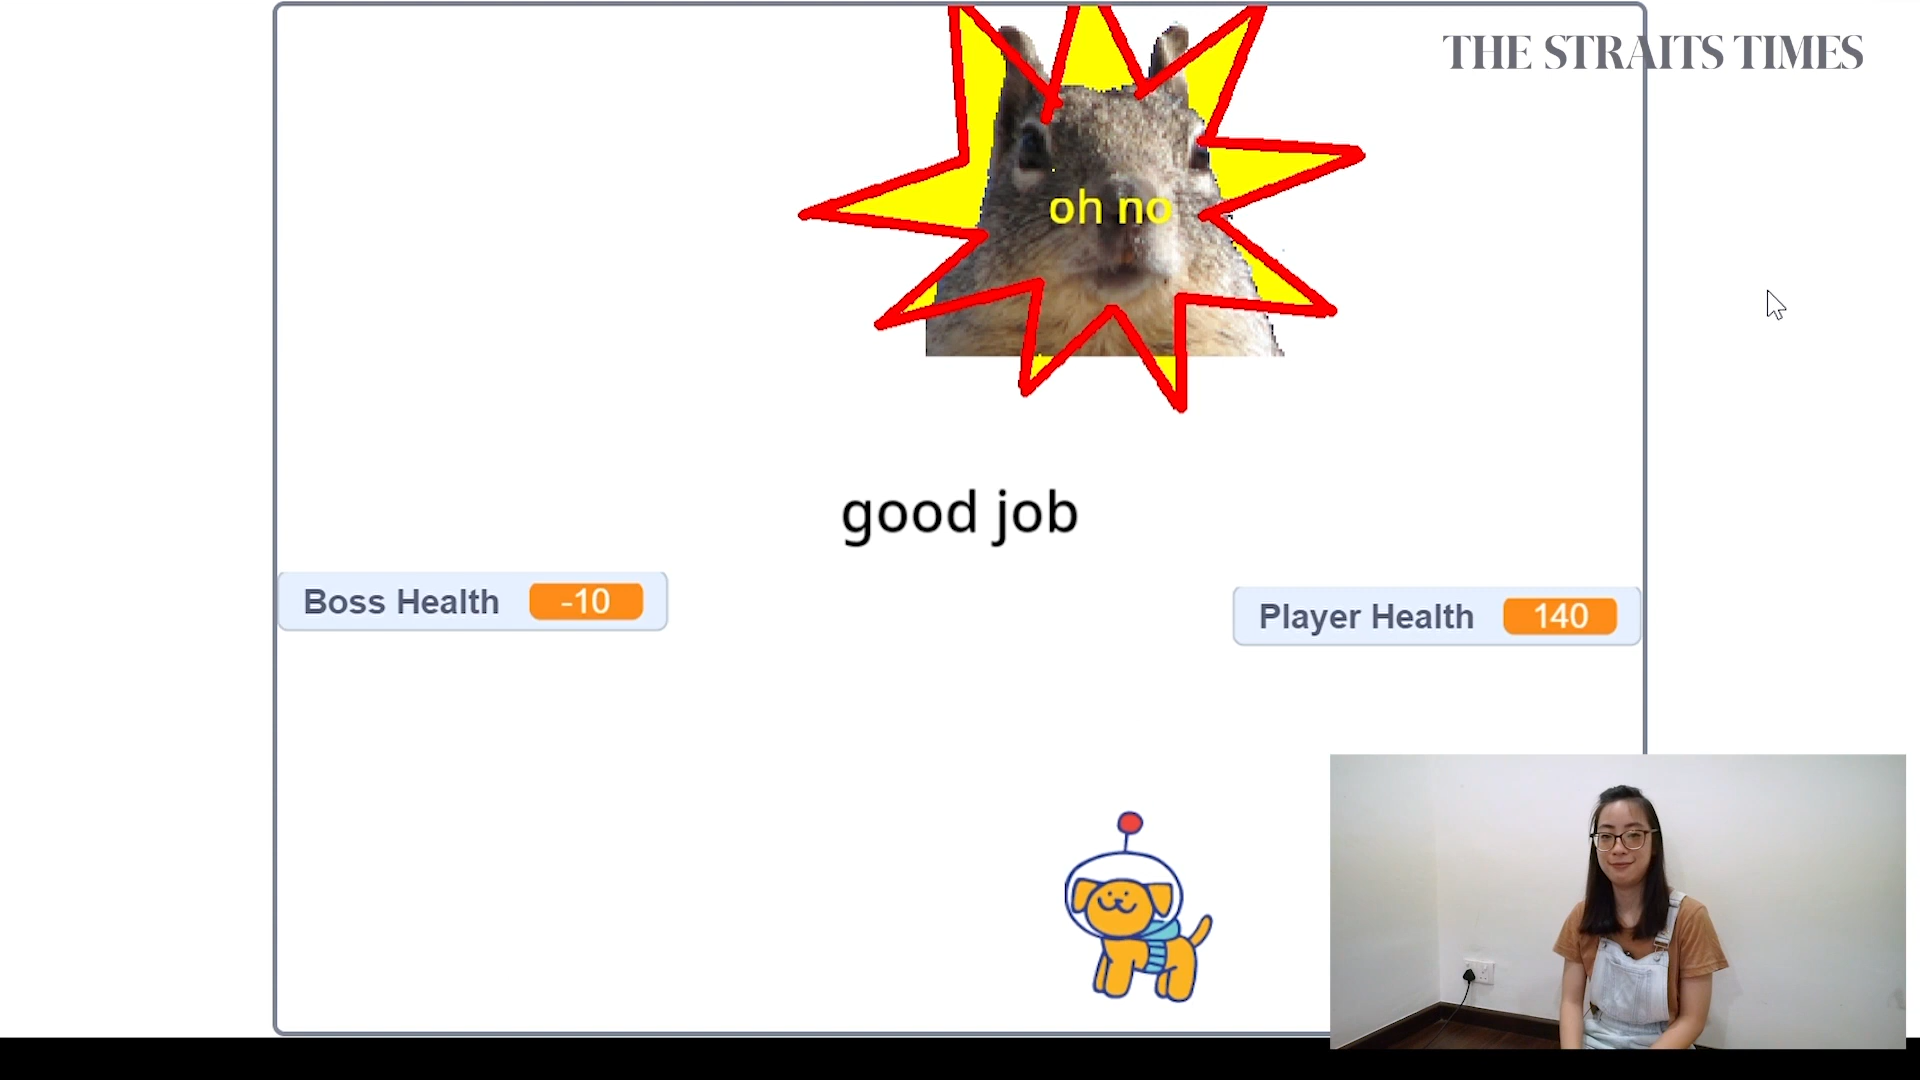 THE STRAITS TIMES
oh no
good job
Boss Health -10
Player Health 140